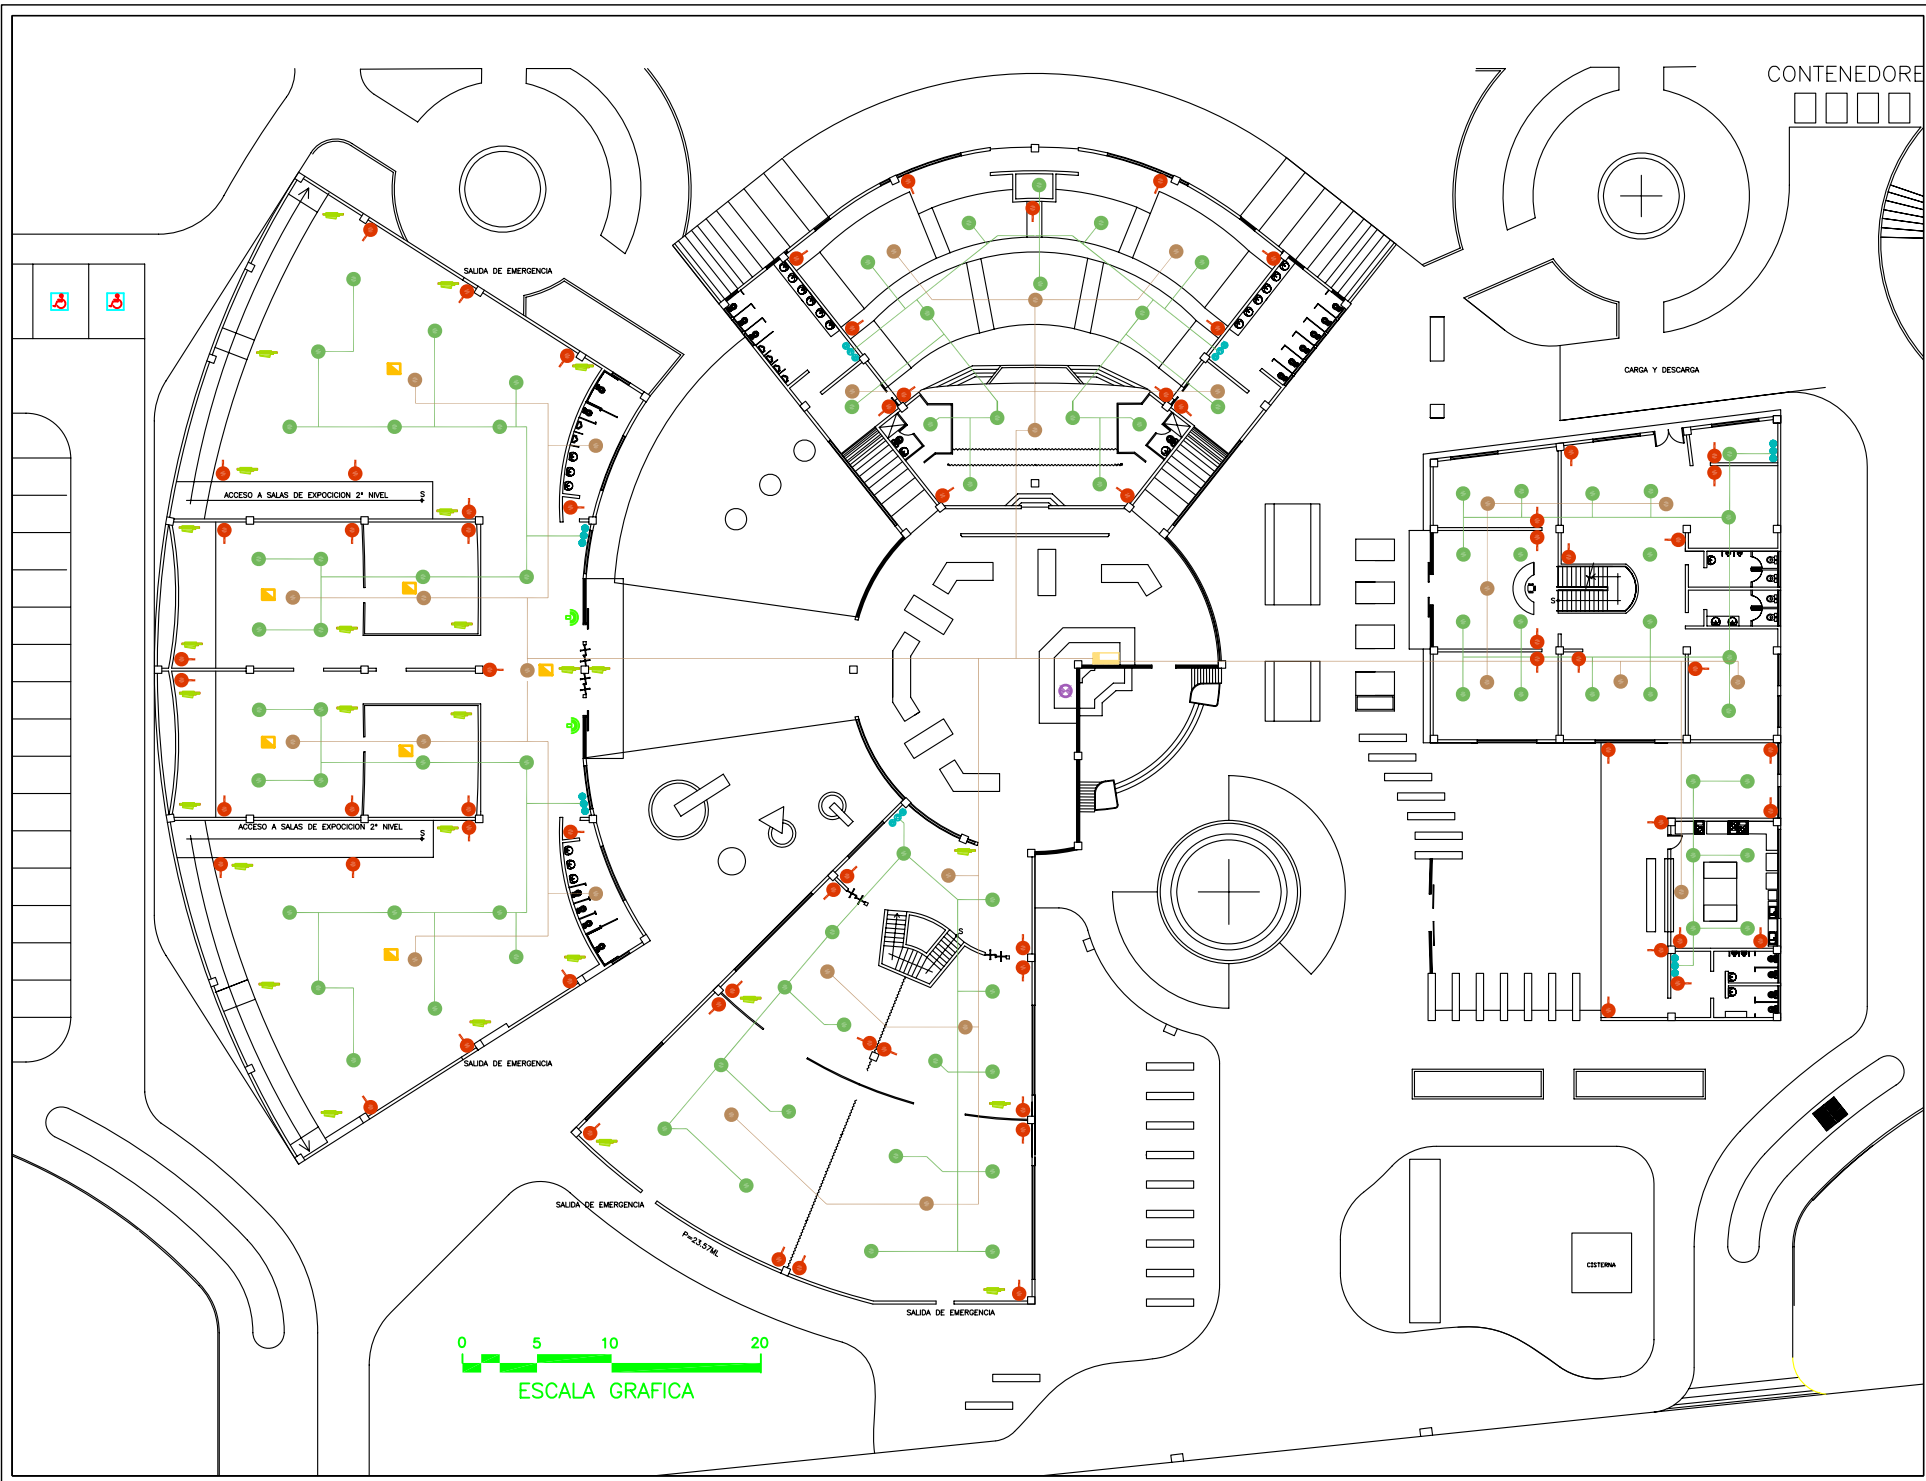 CONTENEDORE
SALIDA DE EMERGENCIA
CARGA Y DESCARGA
ACCESO A SALAS DE EXPOCICION 2° NIVEL
S
S
ACCESO A SALAS DE EXPOCICION 2° NIVEL
S
S
SALIDA DE EMERGENCIA
SALIDA DE EMERGENCIA
P=23.57ML
CISTERNA
SALIDA DE EMERGENCIA
0 5 10 20
ESCALA GRAFICA